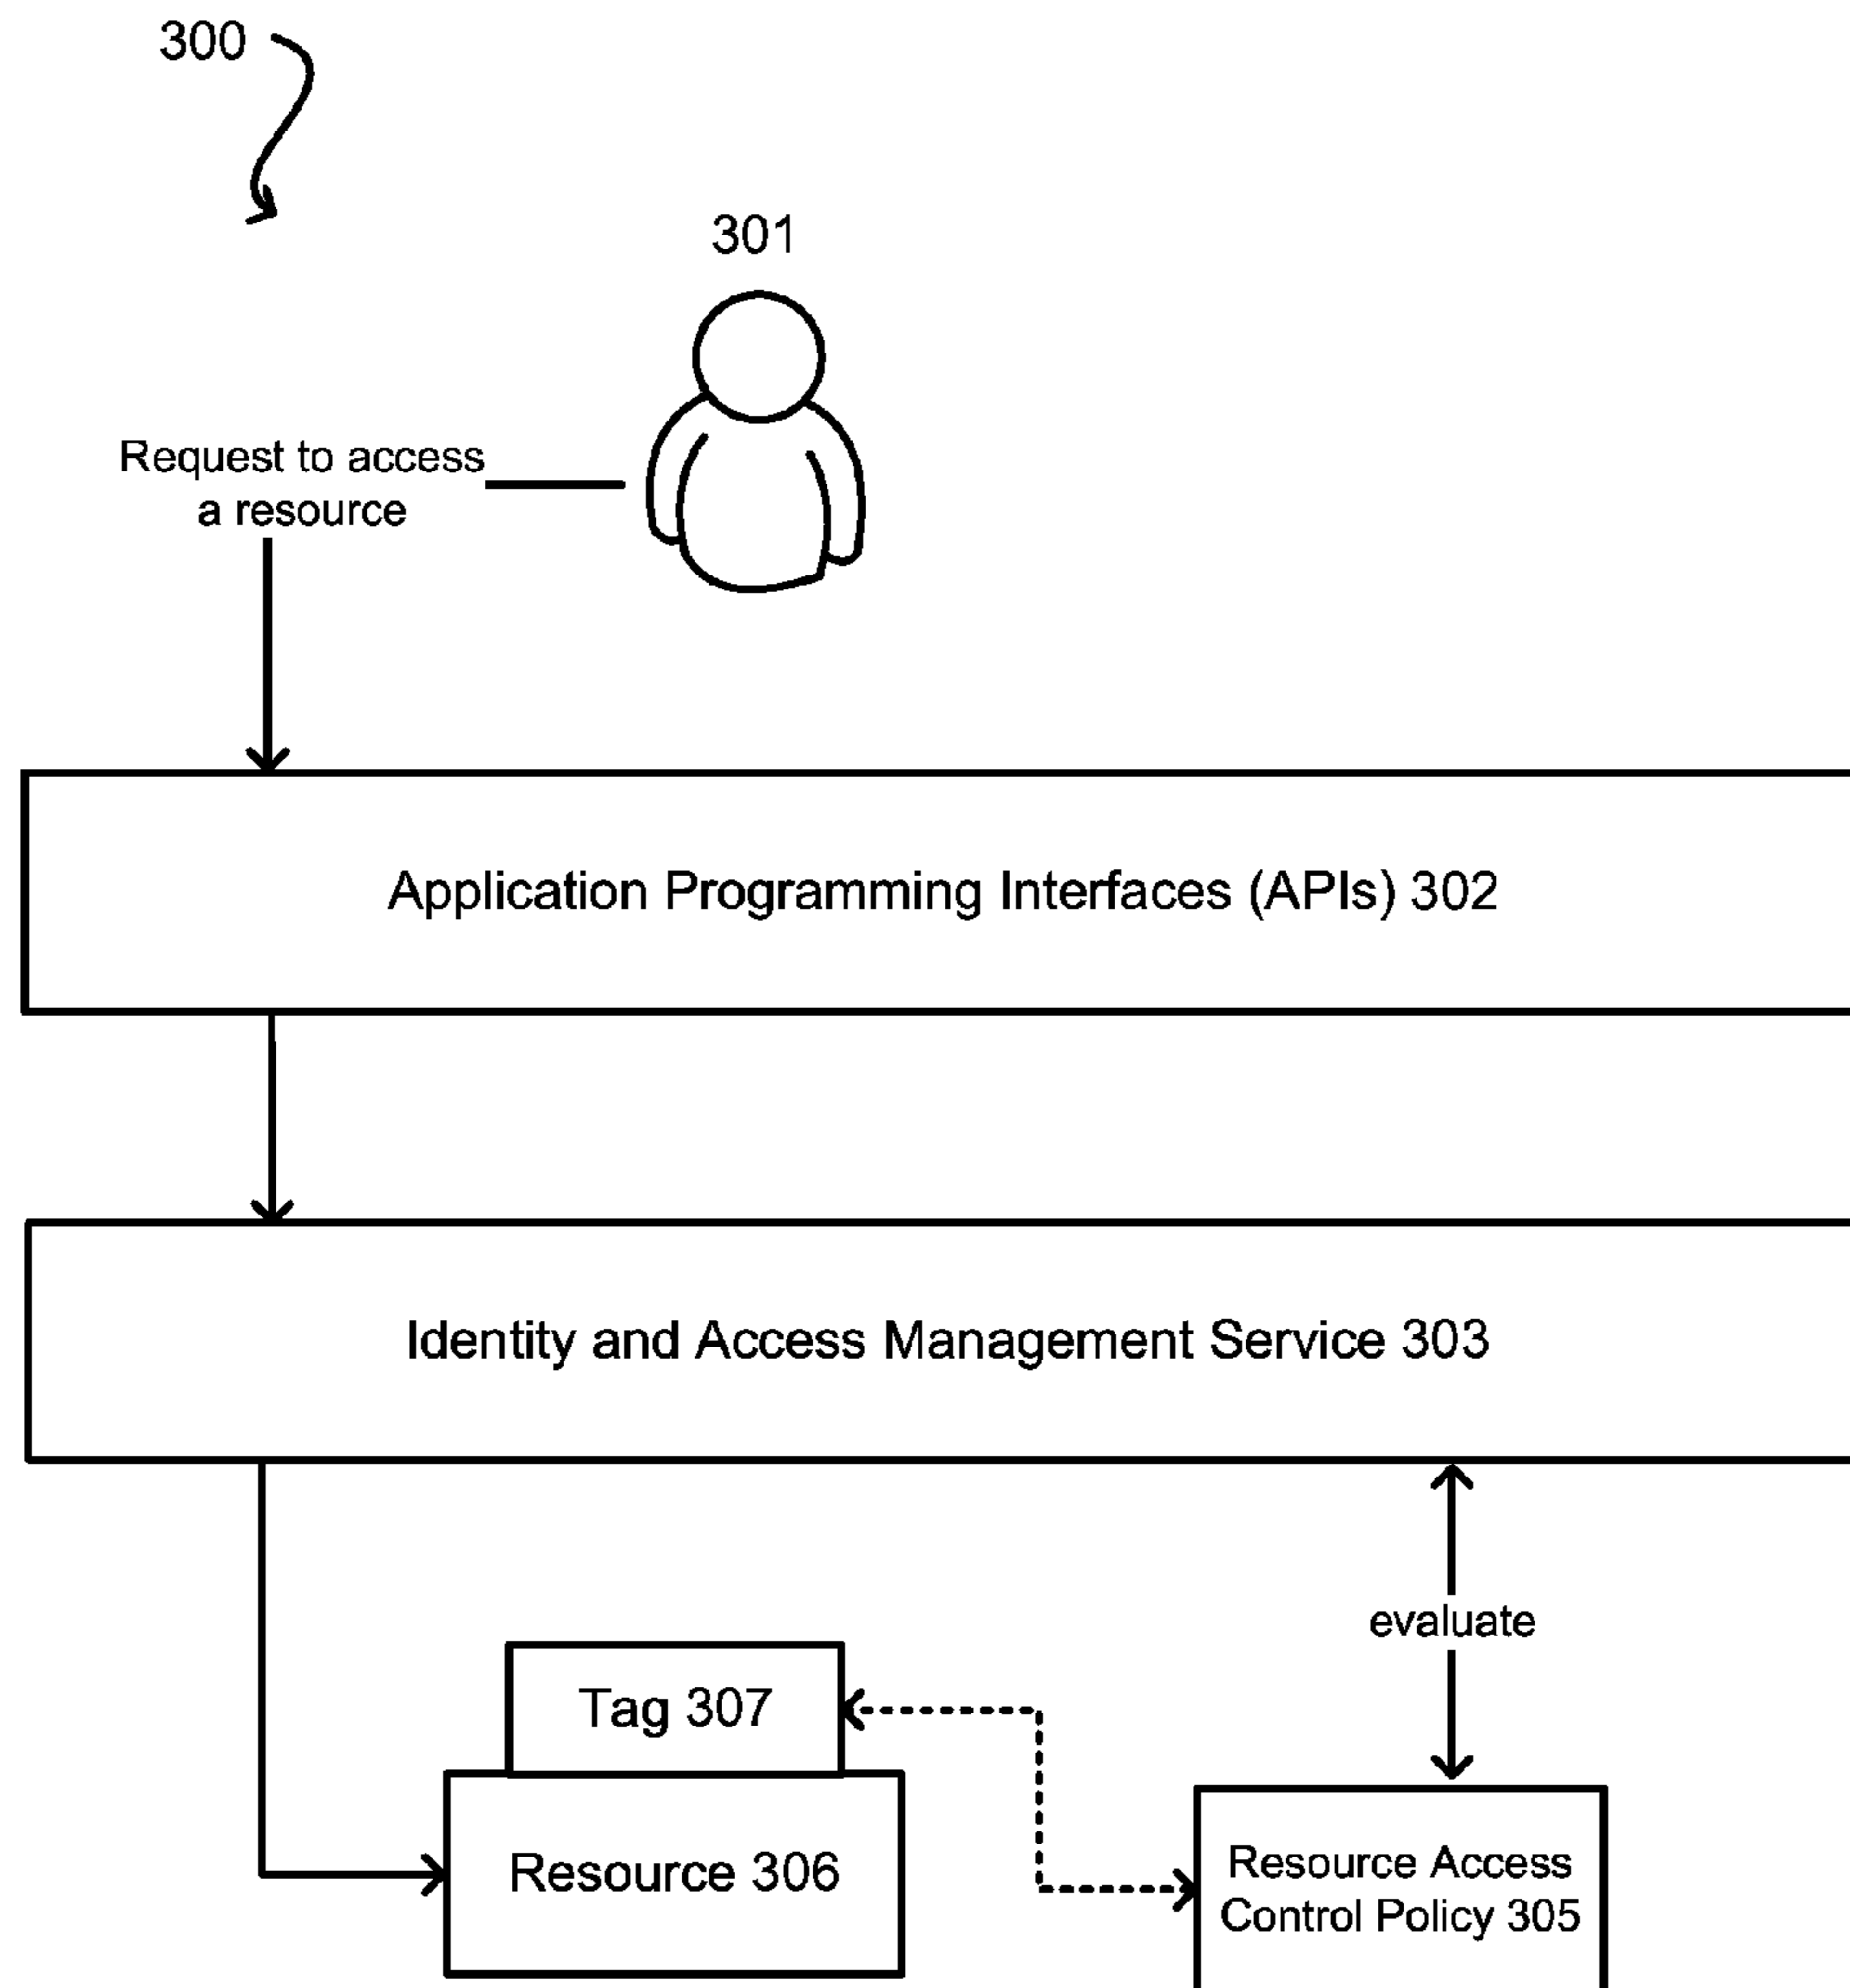 300
301
Request to access
a resource
Application Programming Interfaces (APIs) 302
Identity and Access Management Service 303
evaluate
Tag 307
Resource 306
Resource Access
Control Policy 305